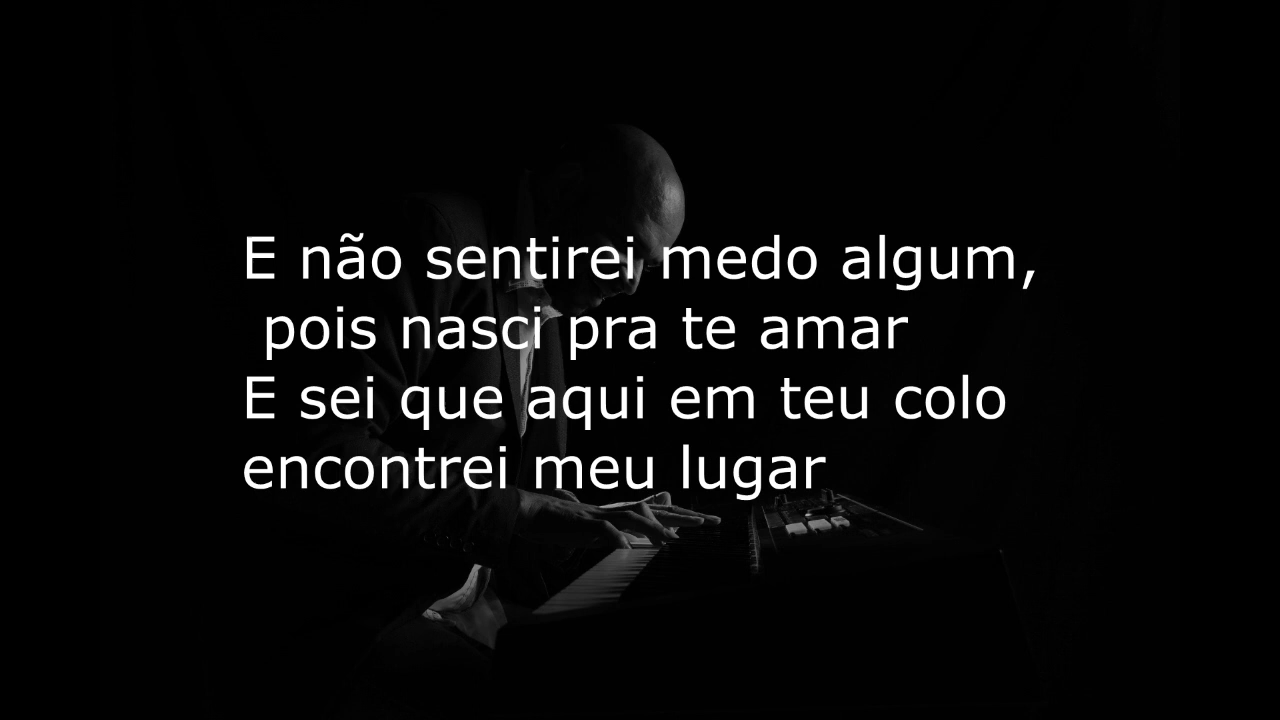 E não sentirei medo algum,
pois nasci pra te amar
E sei que aqui em teu colo
encontrei meu lugar